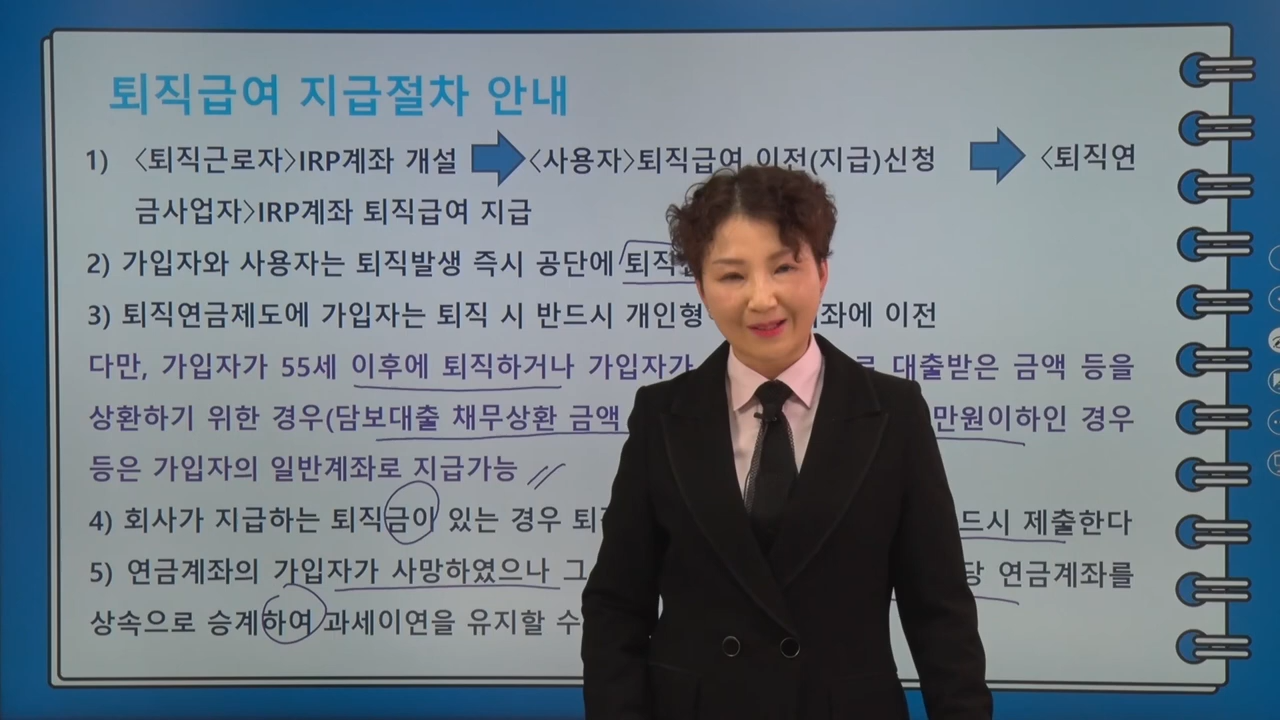 퇴직급여 지급절차 안내
1) 〈퇴직근로자〉IRP계좌 개설 〈사용자〉퇴직급여 이전(지급)신청 〈퇴직연
금사업자〉IRP계좌 퇴직급여 지급
2) 가입자와 사용자는 퇴직발생 즉시 공단에 퇴직
3) 퇴직연금제도에 가입자는 퇴직 시 반드시 개인형 좌에 이전
다만, 가입자가 55세 이후에 퇴직하거나 가입자가 대출받은 금액 등을
상환하기 위한 경우(담보대출 채무상환 금액 만원이하인 경우
등은 가입자의 일반계좌로 지급가능
4) 회사가 지급하는 퇴직금이 있는 경우 퇴 드시 제출한다
5) 연금계좌의 가입자가 사망하였으나 그 당 연금계좌를
상속으로 승계하여 과세이연을 유지할 수